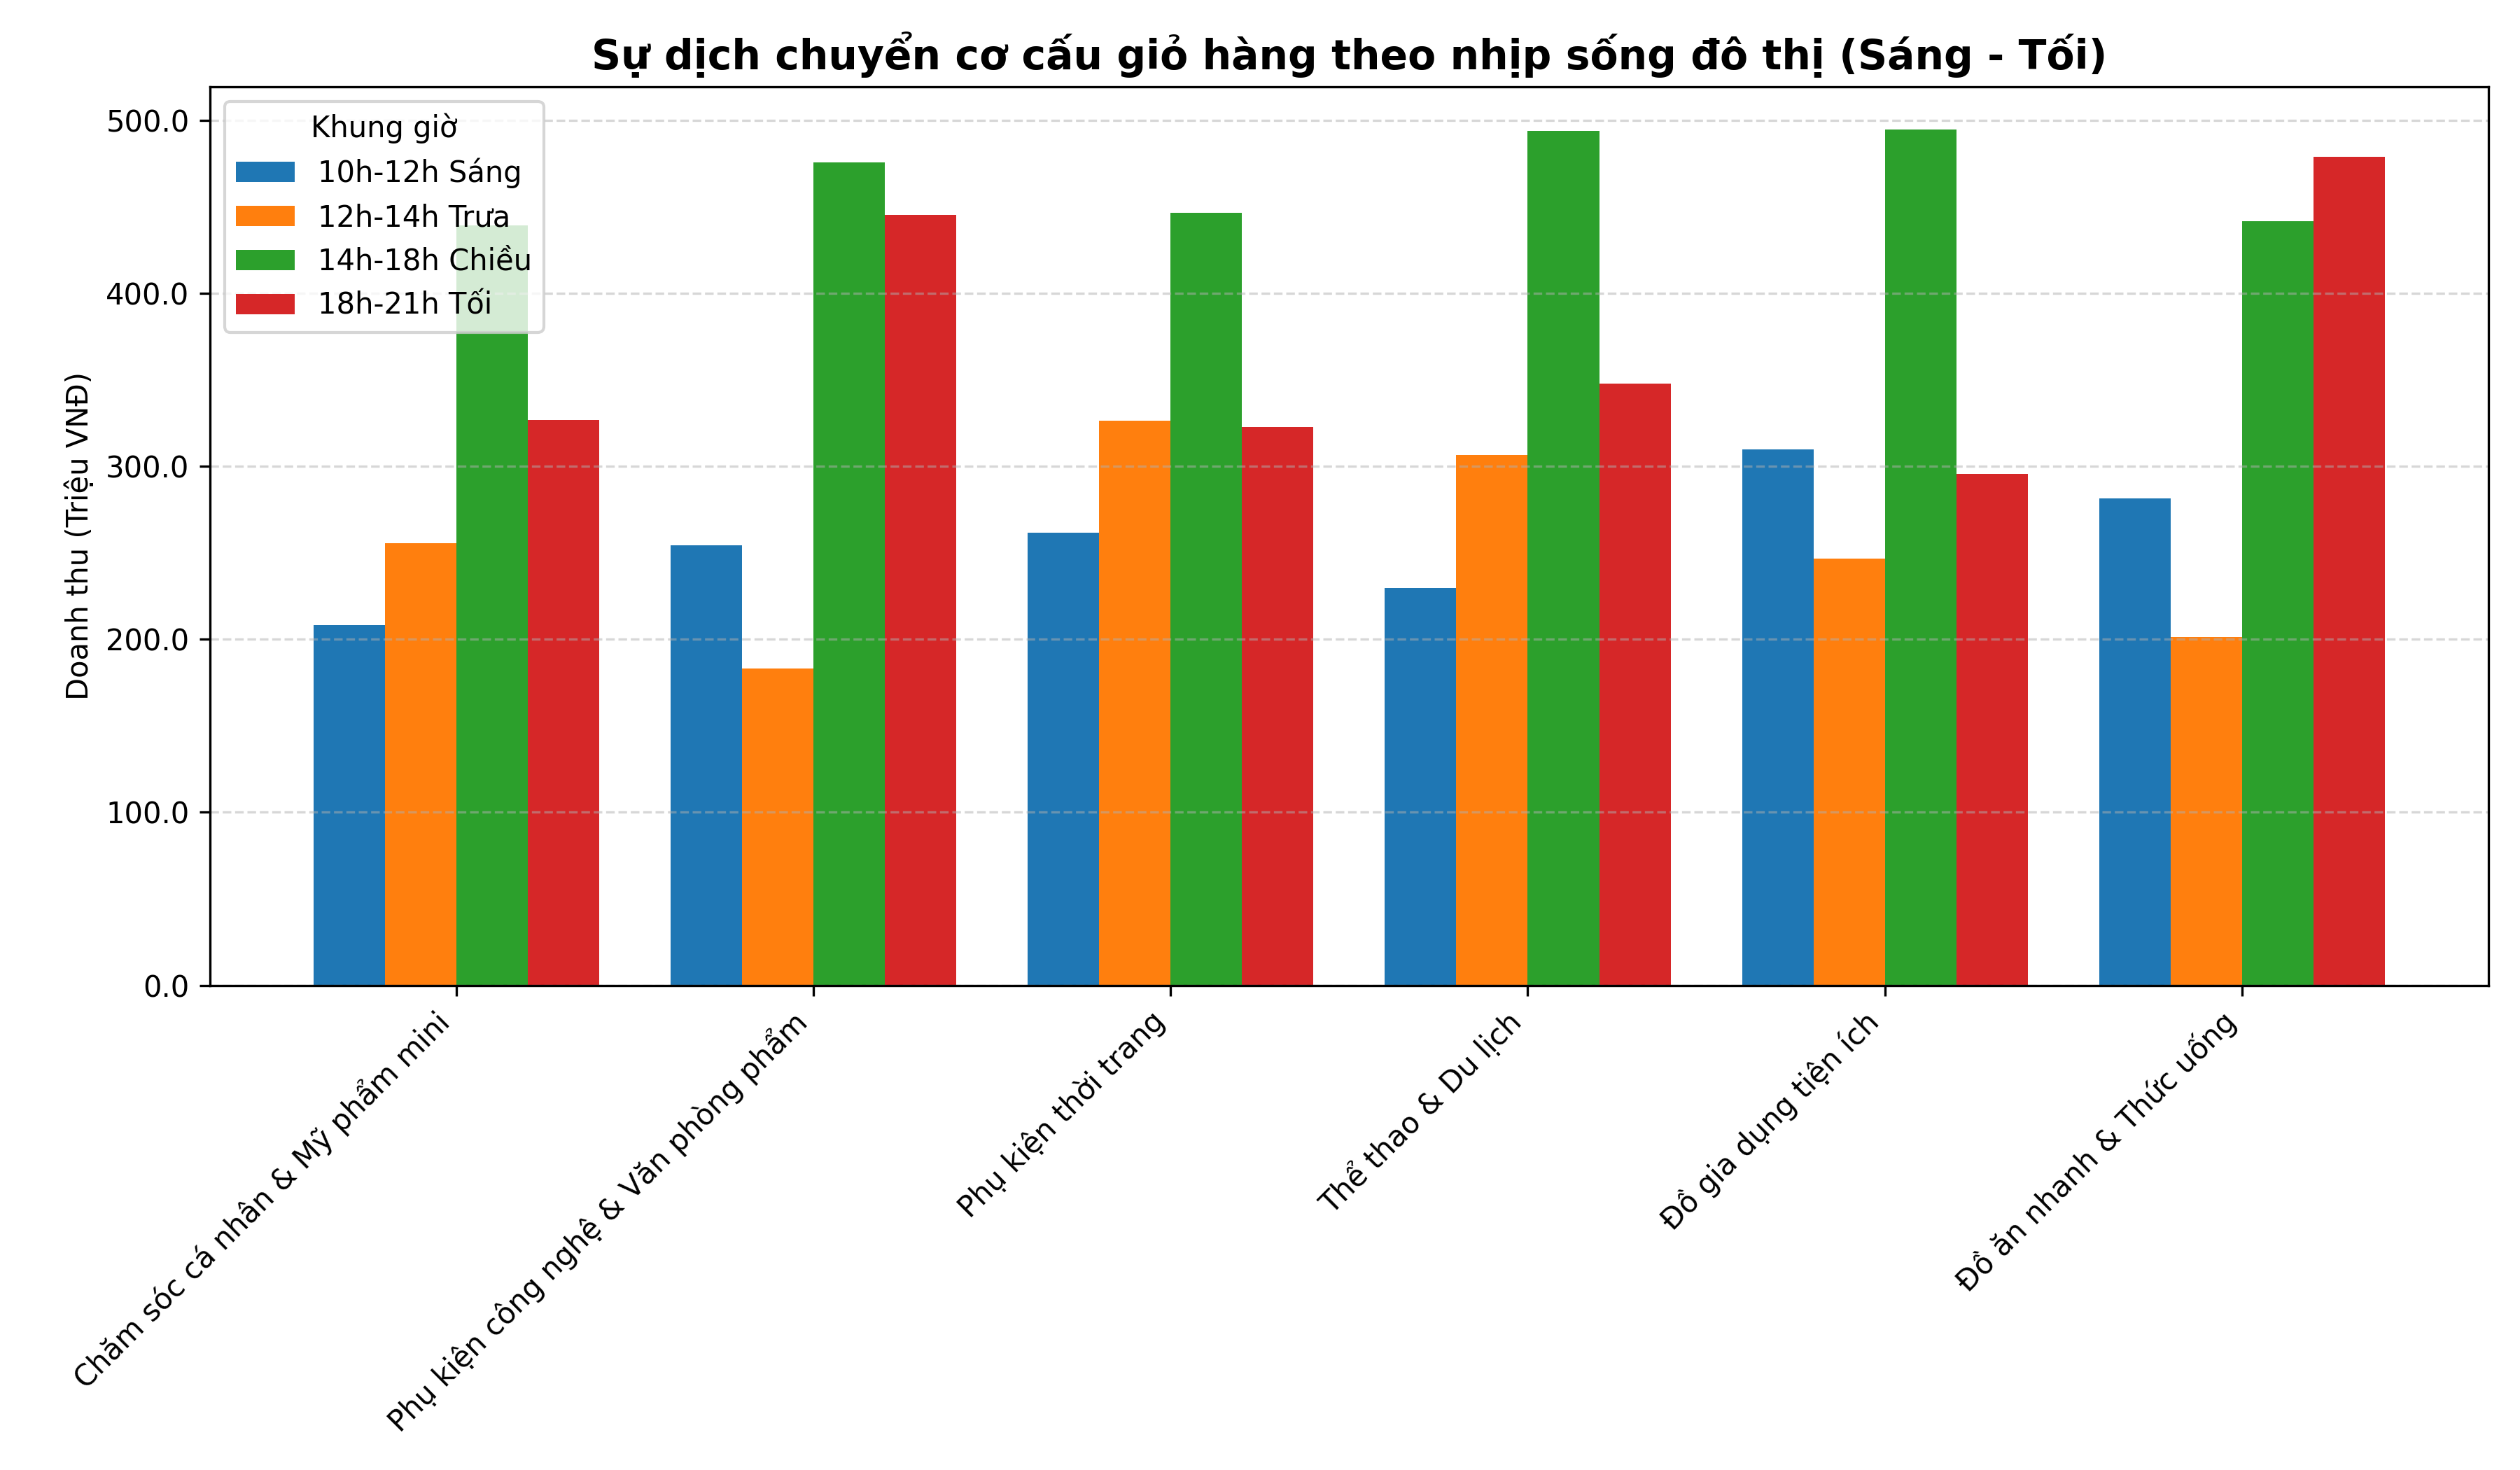 Sự dịch chuyển cơ cấu giỏ hàng theo nhịp sống đô thị (Sáng - Tối)
Khung giờ
10h-12h Sáng
12h-14h Trưa
14h-18h Chiều
18h-21h Tối
Doanh thu (Triệu VNĐ)
500.0
400.0
300.0
200.0
100.0
0.0
Chăm sóc cá nhân & Mỹ phẩm mini
Phụ kiện công nghệ & Văn phòng phẩm
Phụ kiện thời trang
Thể thao & Du lịch
Đồ gia dụng tiện ích
Đồ ăn nhanh & Thức uống